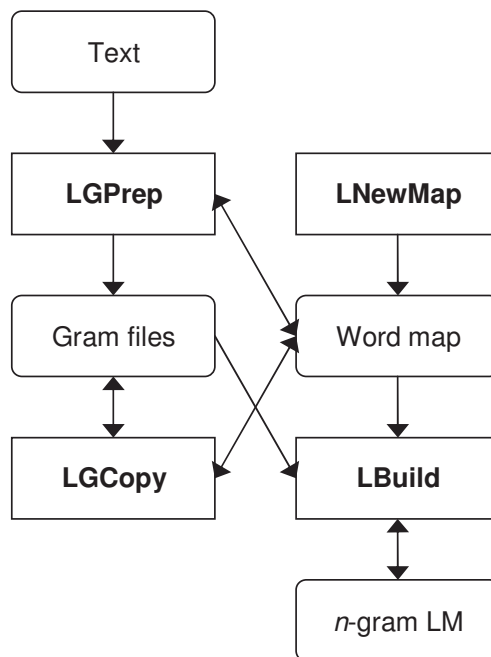 Text
LGPrep
LNewMap
Gram files
Word map
LGCopy
LBuild
n-gram LM